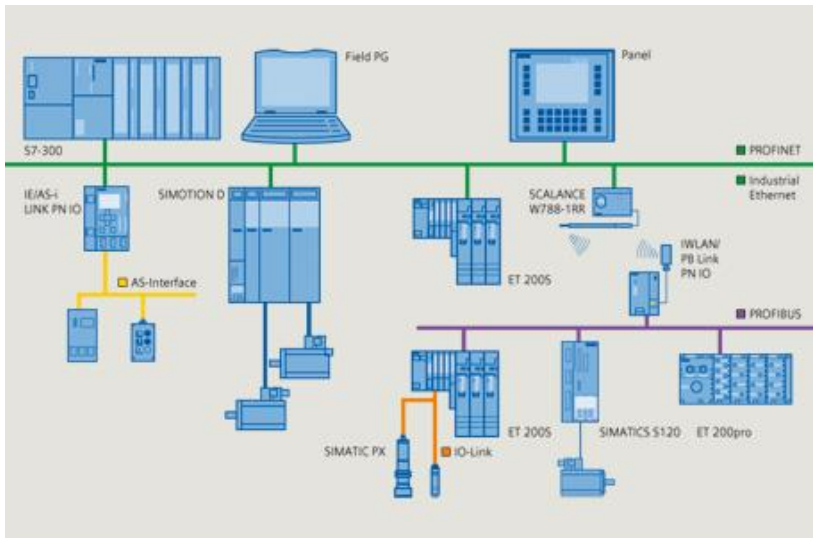 Field PG
Panel
S7-300
PROFINET
IE/AS-i
LINK PN IO
SIMOTION D
SCALANCE
W788-1RR
Industrial
Ethernet
IWLAN/
PB Link
PN IO
ET 200S
AS-Interface
PROFIBUS
ET 200S
SIMATICS S120
ET 200pro
SIMATIC PX
IO-Link